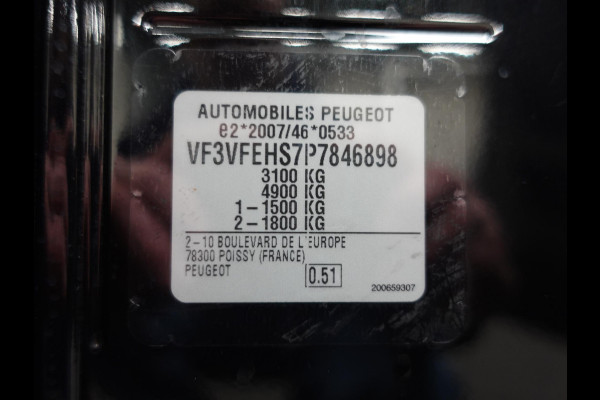 AUTOMOBILES PEUGEOT
e2*2007/46*0533
VF3VFEHS7P7846898
3100 KG
4900 KG
1-1500 KG
2-1800 KG
2-10 BOULEVARD DE L'EUROPE
78300 POISSY (FRANCE)
PEUGEOT
0.51
200659307